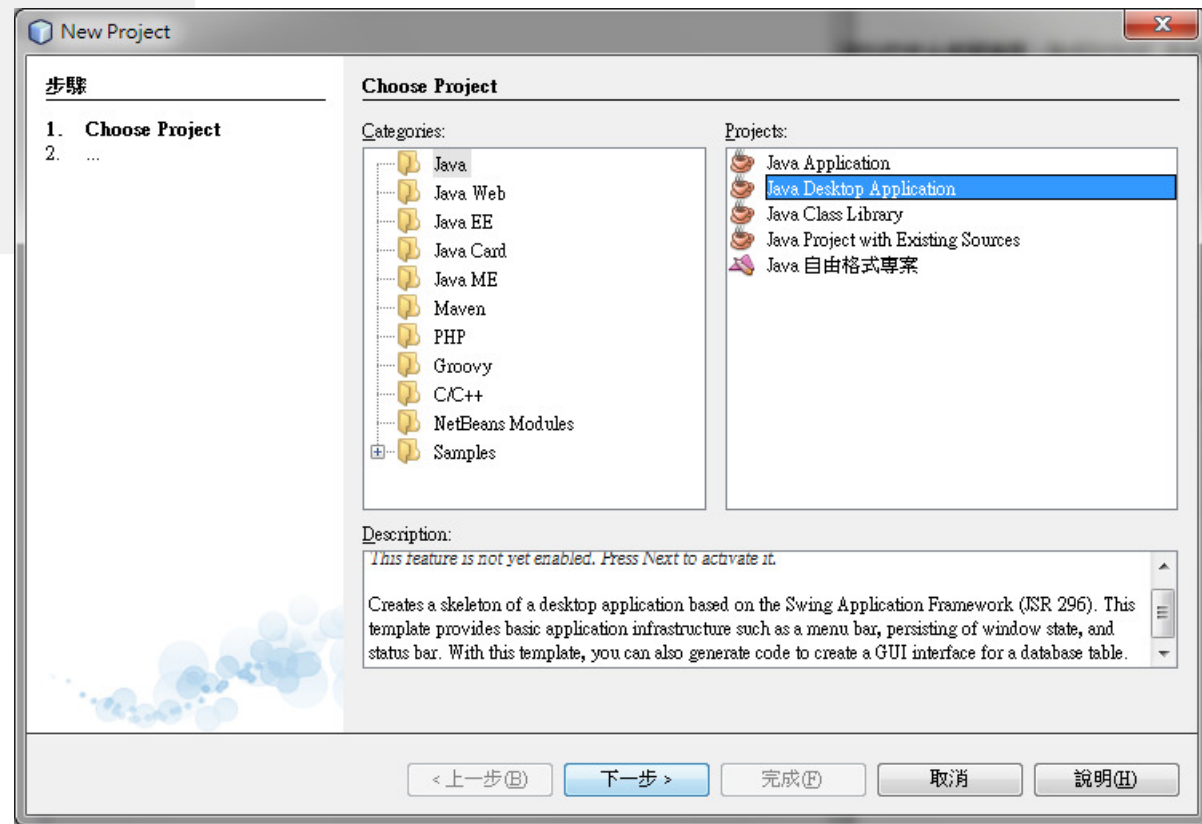 New Project
步驟
1. Choose Project
2. ...
Choose Project
Categories:
Java
Java Web
Java EE
Java Card
Java ME
Maven
PHP
Groovy
C/C++
NetBeans Modules
Samples
Projects:
Java Application
Java Desktop Application
Java Class Library
Java Project with Existing Sources
Java 自由格式專案
Description:
This feature is not yet enabled. Press Next to activate it.
Creates a skeleton of a desktop application based on the Swing Application Framework (JSR 296). This
template provides basic application infrastructure such as a menu bar, persisting of window state, and
status bar. With this template, you can also generate code to create a GUI interface for a database table.
< 上一步(B)
下一步 >
完成(F)
取消
說明(H)